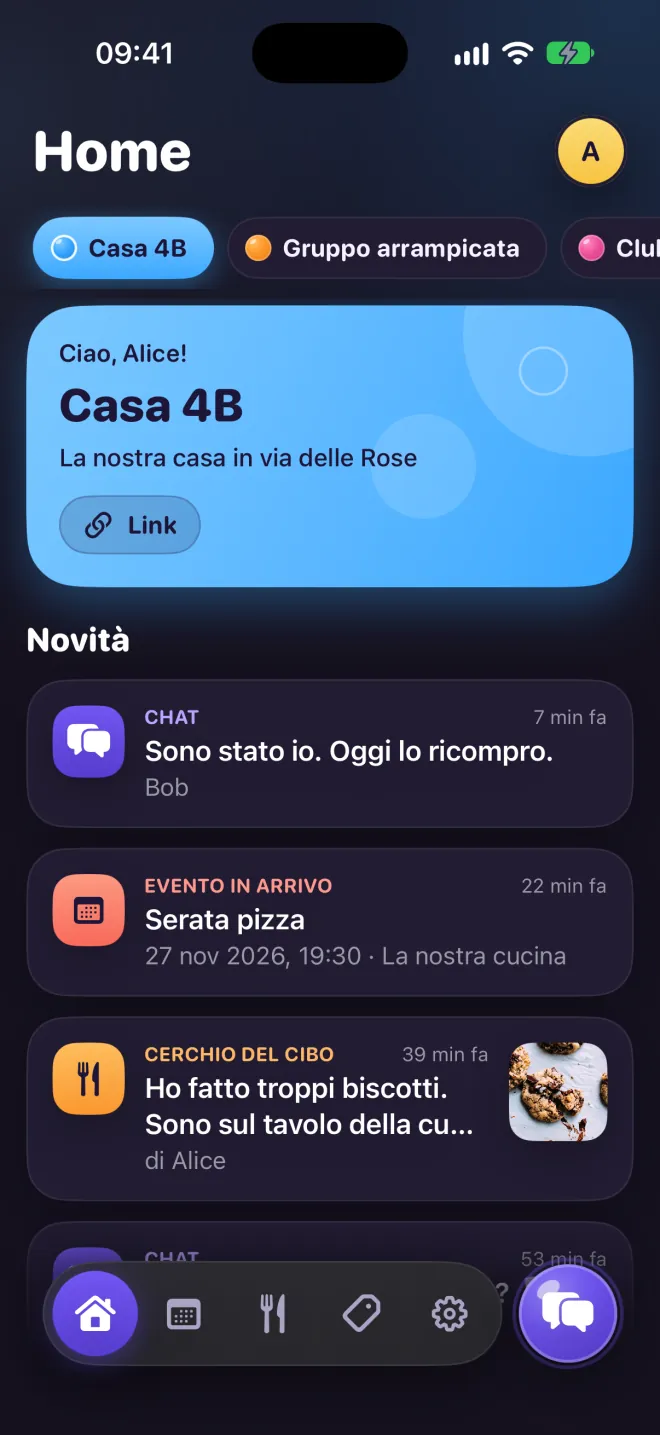 09:41
Home
A
Casa 4B
Gruppo arrampicata
Ciao, Alice!
Casa 4B
La nostra casa in via delle Rose
Link
Novità
CHAT
7 min fa
Sono stato io. Oggi lo ricompro.
Bob
EVENTO IN ARRIVO
22 min fa
Serata pizza
27 nov 2026, 19:30 · La nostra cucina
CERCHIO DEL CIBO
39 min fa
Ho fatto troppi biscotti.
Sono sul tavolo della cu...
di Alice
CHAT
53 min fa
?